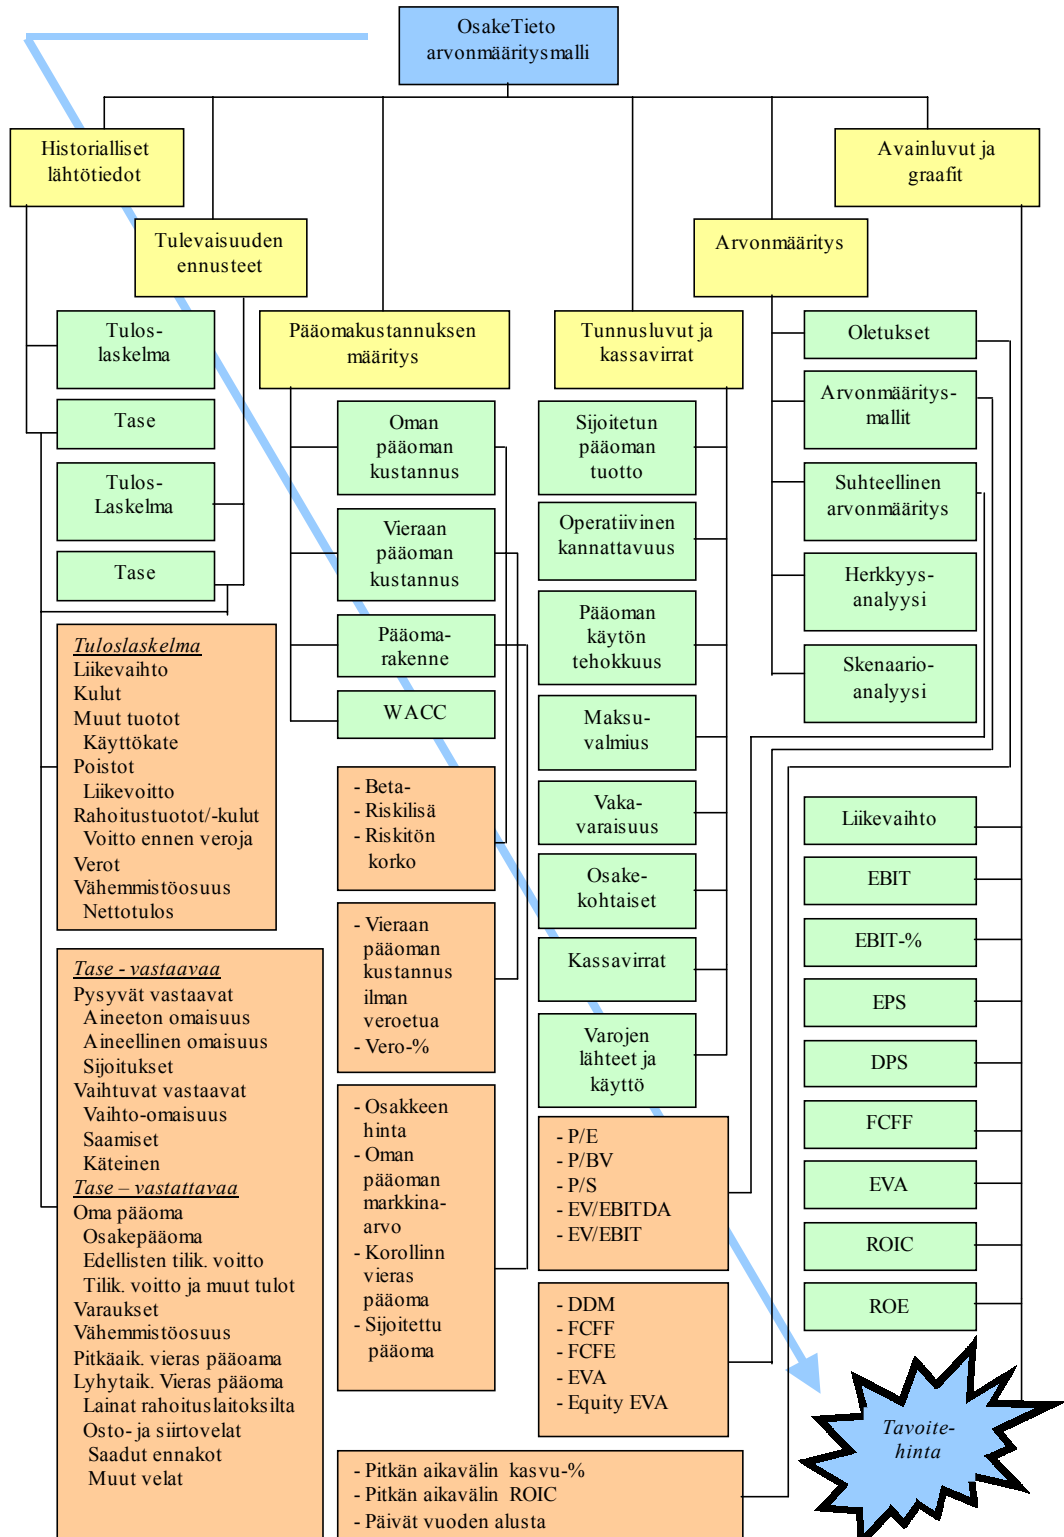 OsakeTieto
arvonmääritysmalli
Historialliset
lähtötiedot
Avainluvut ja
graafit
Tulevaisuuden
ennusteet
Arvonmääritys
Pääomakustannuksen
määritys
Tunnusluvut ja
kassavirrat
Tulos-
laskelma
Tase
Tulos-
Laskelma
Tase
Oman
pääoman
kustannus
Vieraan
pääoman
kustannus
Pääoma-
rakenne
WACC
Sijoitetun
pääoman
tuotto
Operatiivinen
kannattavuus
Pääoman
käytön
tehokkuus
Maksu-
valmius
Vaka-
varaisuus
Osake-
kohtaiset
Kassavirrat
Varojen
lähteet ja
käyttö
Oletukset
Arvonmääritys-
mallit
Suhteellinen
arvonmääritys
Herkkyys-
analyysi
Skenaario-
analyysi
Liikevaihto
EBIT
EBIT-%
EPS
DPS
FCFF
EVA
ROIC
ROE
Tuloslaskelma
Liikevaihto
Kulut
Muut tuotot
Käyttökate
Poistot
Liikevoitto
Rahoitustuotot/-kulut
Voitto ennen veroja
Verot
Vähemmistöosuus
Nettotulos
Tase - vastaavaa
Pysyvät vastaavat
Aineeton omaisuus
Aineellinen omaisuus
Sijoitukset
Vaihtuvat vastaavat
Vaihto-omaisuus
Saamiset
Käteinen
Tase – vastattavaa
Oma pääoma
Osakepääoma
Edellisten tilik. voitto
Tilik. voitto ja muut tulot
Varaukset
Vähemmistöosuus
Pitkäaik. vieras pääoama
Lyhytaik. Vieras pääoma
Lainat rahoituslaitoksilta
Osto- ja siirtovelat
Saadut ennakot
Muut velat
- Beta-
- Riskilisä
- Riskitön
korko
- Vieraan
pääoman
kustannus
ilman
veroetua
- Vero-%
- Osakkeen
hinta
- Oman
pääoman
markkina-
arvo
- Korollinn
vieras
pääoma
- Sijoitettu
pääoma
- P/E
- P/BV
- P/S
- EV/EBITDA
- EV/EBIT
- DDM
- FCFF
- FCFE
- EVA
- Equity EVA
- Pitkän aikavälin kasvu-%
- Pitkän aikavälin ROIC
- Päivät vuoden alusta
Tavoite-
hinta